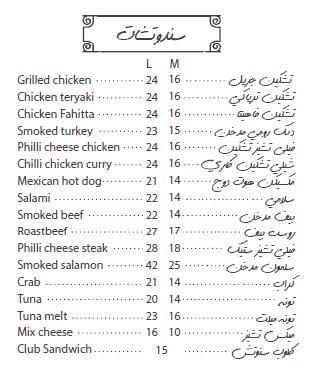 سندوتشات
L M
Grilled chicken 24 16 تشكين جريل
Chicken teryaki 24 16 تشكين ترياكي
Chicken Fahitta 24 16 تشكين فاهيتا
Smoked turkey 23 15 ديك رومي مدخن
Philli cheese chicken 24 16 فيلي تشيز تشكين
Chilli chicken curry 24 16 شيلي تشكين كاري
Mexican hot dog 21 14 مكسيكان هوت دوج
Salami 22 14 سلامي
Smoked beef 22 14 بيف مدخن
Roastbeef 27 17 روست بيف
Philli cheese steak 28 18 فيلي تشيز ستيك
Smoked salamon 42 25 سلمون مدخن
Crab 21 14 كراب
Tuna 20 14 تونه
Tuna melt 23 16 تونه ميلت
Mix cheese 16 10 ميكس تشيز
Club Sandwich 15 كلوب سندوتش